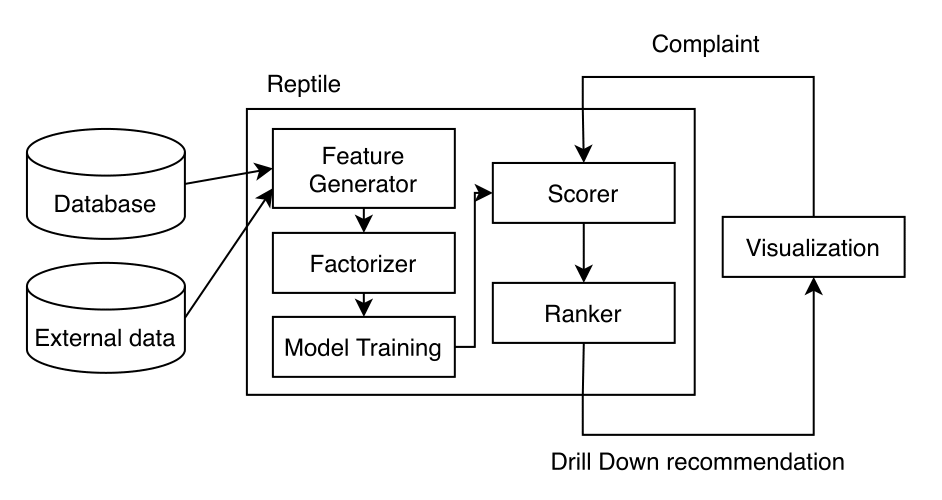 Complaint
Reptile
Feature
Generator
Database
Scorer
Visualization
Factorizer
Ranker
External data
Model Training
Drill Down recommendation